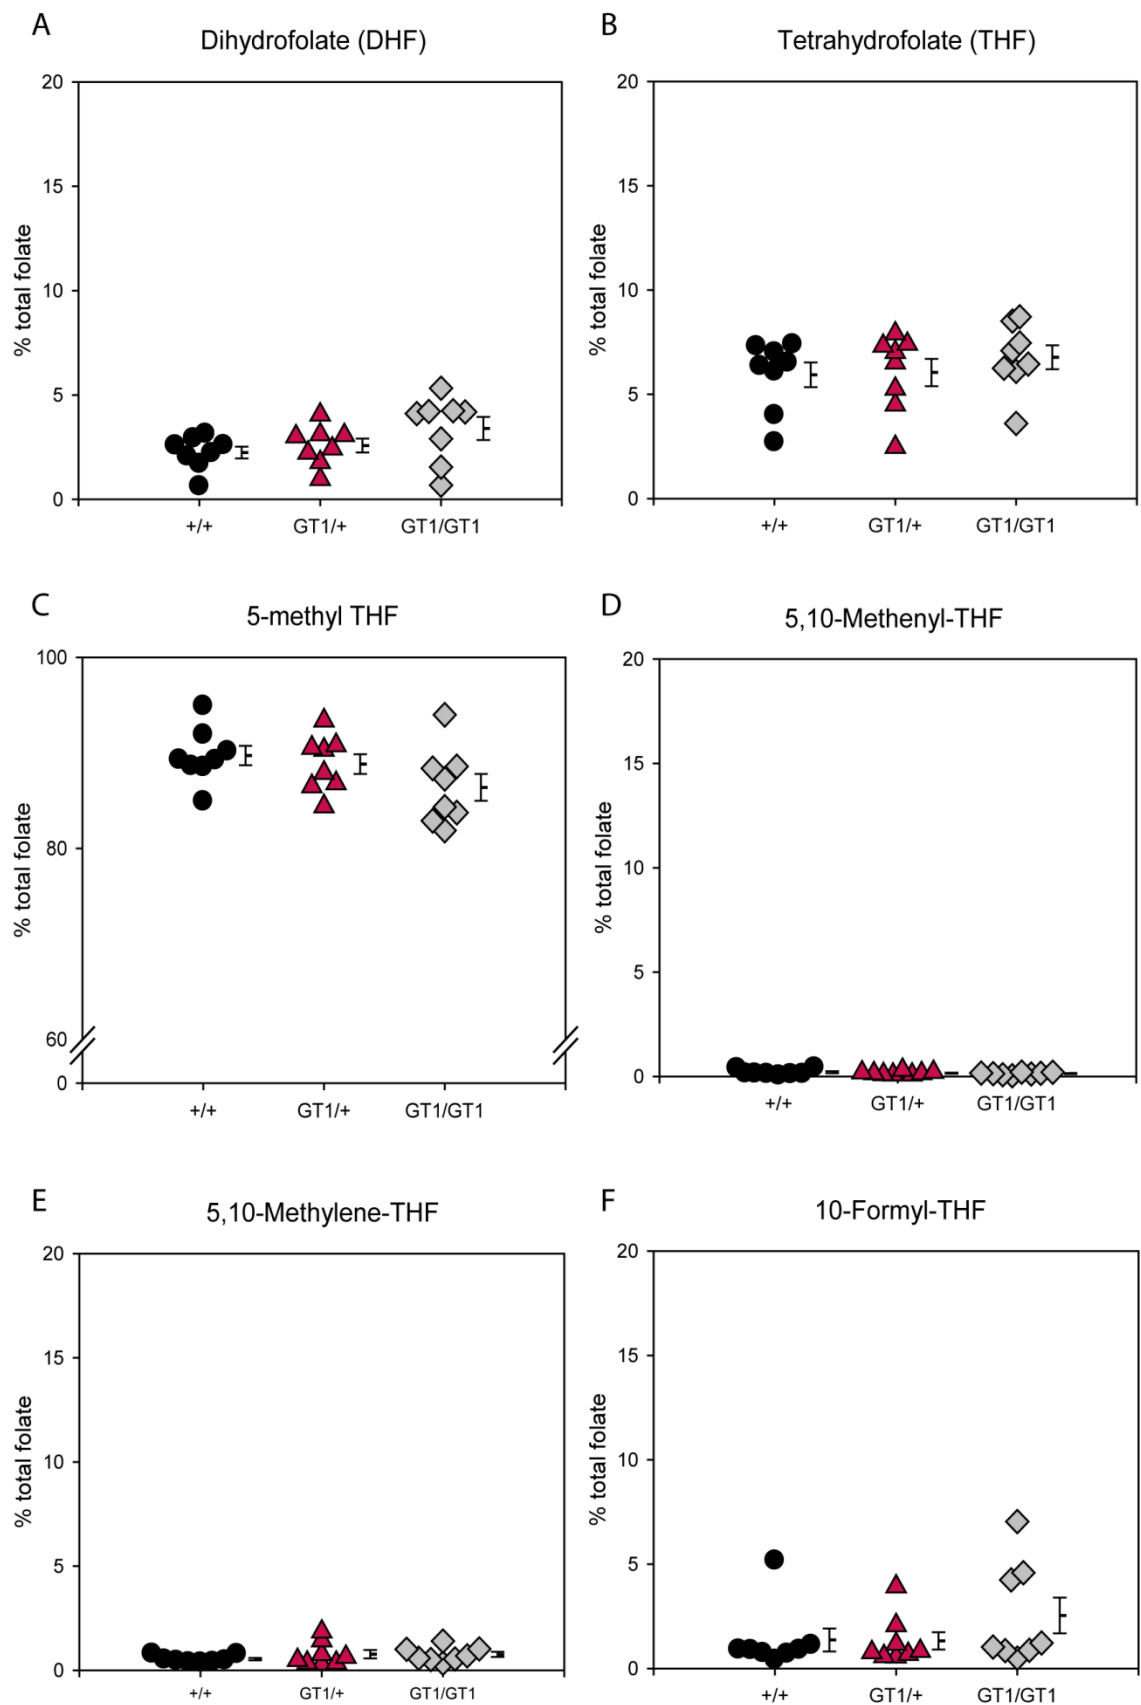 A
Dihydrofolate (DHF)
20
15
10
5
0
% total folate
+/+
GT1/+
GT1/GT1
B
Tetrahydrofolate (THF)
20
15
10
5
0
% total folate
+/+
GT1/+
GT1/GT1
C
5-methyl THF
100
80
60
0
% total folate
+/+
GT1/+
GT1/GT1
D
5,10-Methenyl-THF
20
15
10
5
0
% total folate
+/+
GT1/+
GT1/GT1
E
5,10-Methylene-THF
20
15
10
5
0
% total folate
+/+
GT1/+
GT1/GT1
F
10-Formyl-THF
20
15
10
5
0
% total folate
+/+
GT1/+
GT1/GT1